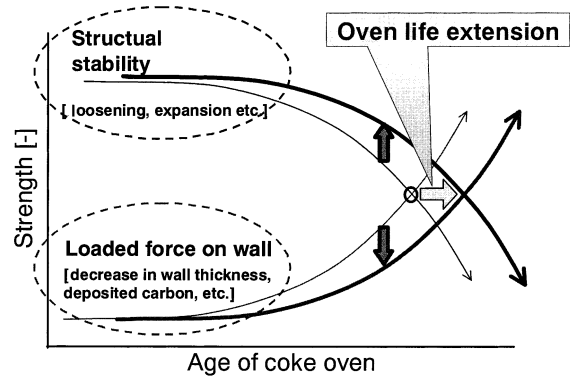 Oven life extension
Structual
stability
[ loosening, expansion etc.]
Strength [-]
Loaded force on wall
[decrease in wall thickness,
deposited carbon, etc.]
Age of coke oven